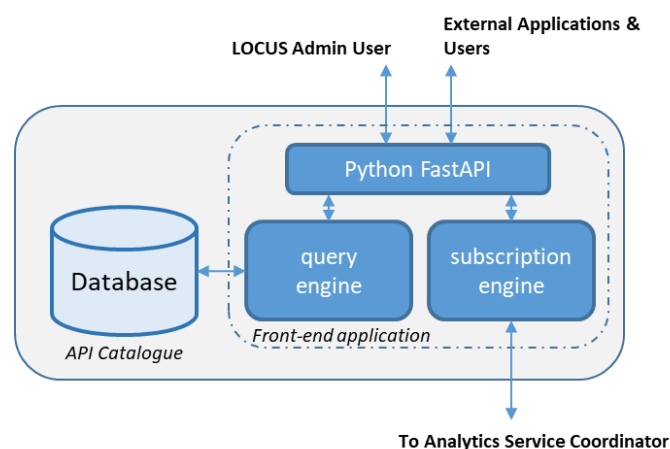 LOCUS Admin User
External Applications &
Users
Python FastAPI
Database
query
engine
subscription
engine
API Catalogue
Front-end application
To Analytics Service Coordinator